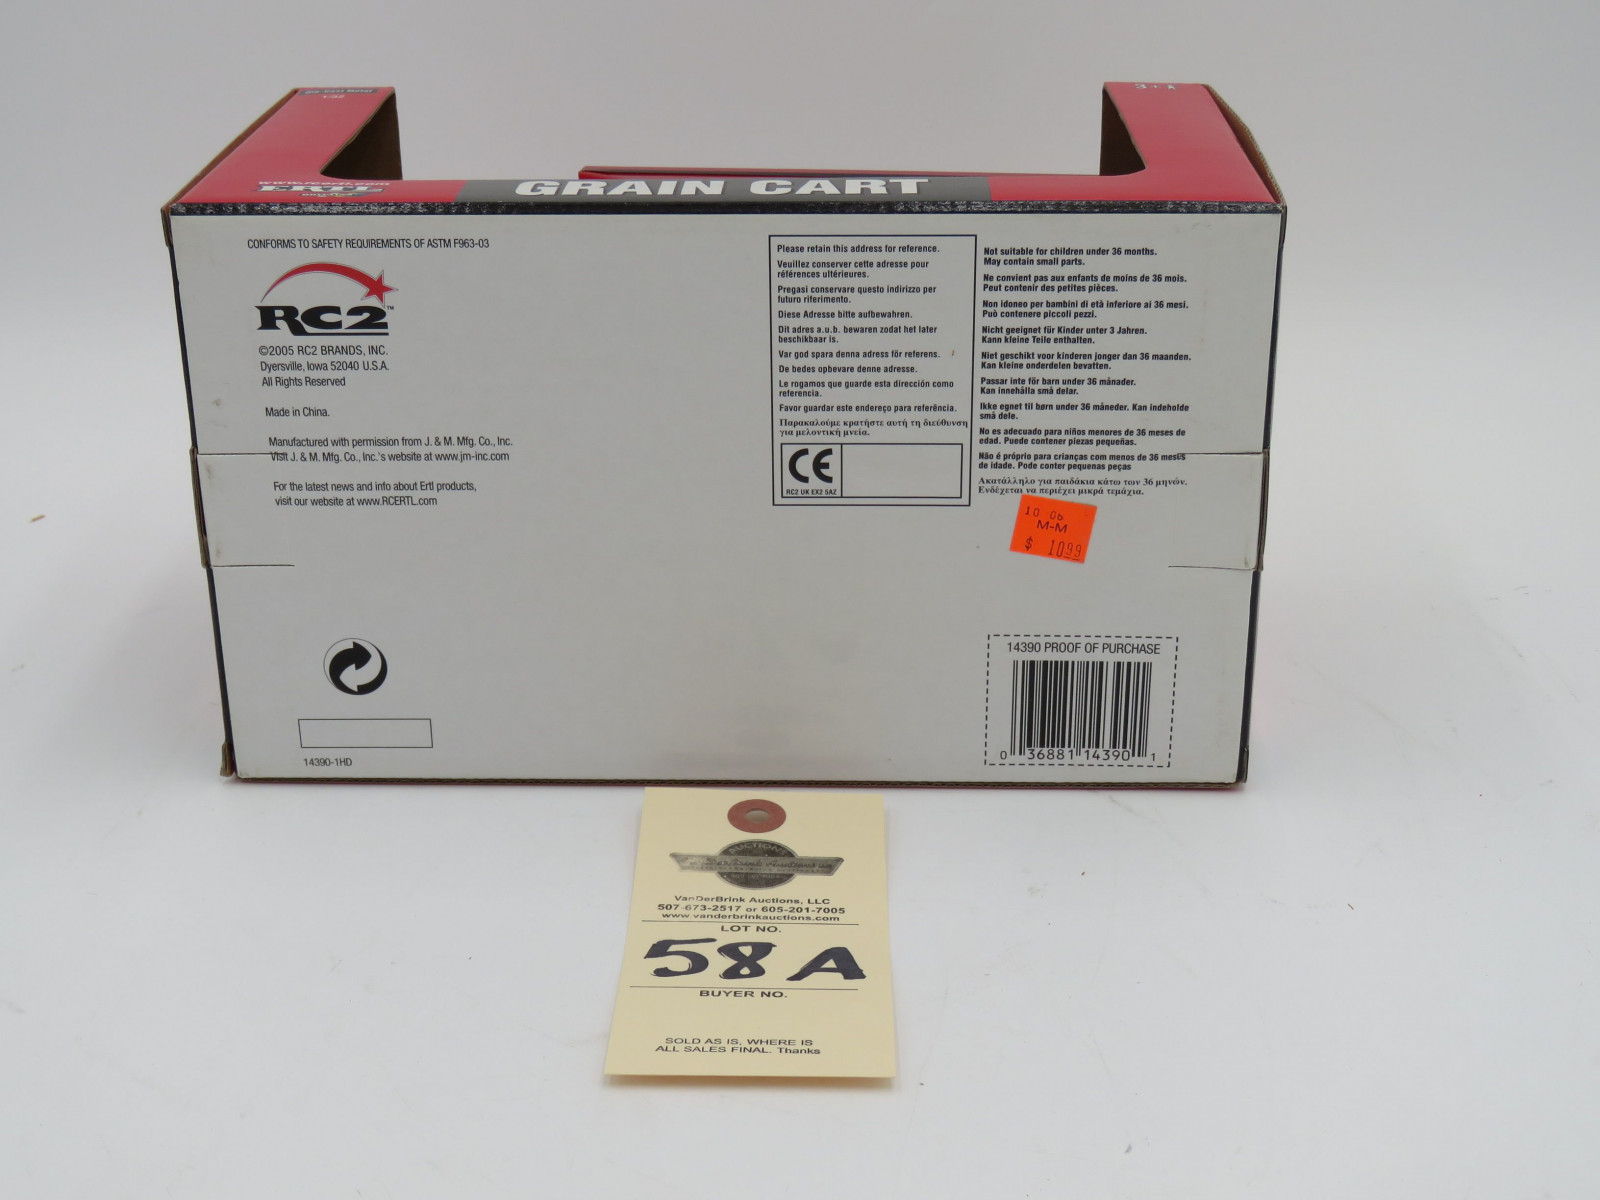 3+
www.rcertl.com
ERTL
GRAIN CART
CONFORMS TO SAFETY REQUIREMENTS OF ASTM F963-03
RC2™
©2005 RC2 BRANDS, INC.
Dyersville, Iowa 52040 U.S.A.
All Rights Reserved
Made in China.
Manufactured with permission from J. & M. Mfg. Co., Inc.
Visit J. & M. Mfg. Co., Inc.'s website at www.jm-inc.com
For the latest news and info about Ertl products,
visit our website at www.RCERTL.com
14390-1HD
Please retain this address for reference.
Veuillez conserver cette adresse pour
références ultérieures.
Pregasi conservare questo indirizzo per
futuro riferimento.
Diese Adresse bitte aufbewahren.
Dit adres a.u.b. bewaren zodat het later
beschikbaar is.
Var god spara denna adress för referens.
De bedes opbevare denne adresse.
Le rogamos que guarde esta dirección como
referencia.
Favor guardar este endereço para referência.
Παρακαλούμε κρατήστε αυτή τη διεύθυνση
για μελοντική μνεία.
CE
RC2 UK EX2 5AZ
Not suitable for children under 36 months.
May contain small parts.
Ne convient pas aux enfants de moins de 36 mois.
Peut contenir des petites pièces.
Non idoneo per bambini di età inferiore ai 36 mesi.
Può contenere piccoli pezzi.
Nicht geeignet für Kinder unter 3 Jahren.
Kann kleine Teile enthalten.
Niet geschikt voor kinderen jonger dan 36 maanden.
Kan kleine onderdelen bevatten.
Passar inte för barn under 36 månader.
Kan innehålla små delar.
Ikke egnet til børn under 36 måneder. Kan indeholde
små dele.
No es adecuado para niños menores de 36 meses de
edad. Puede contener piezas pequeñas.
Não é próprio para crianças com menos de 36 meses
de idade. Pode conter pequenas peças
Ακατάλληλο για παιδάκια κάτω των 36 μηνών.
Ενδέχεται να περιέχει μικρά τεμάχια.
10 06
M-M
$ 10.99
14390 PROOF OF PURCHASE
0 36881 14390 1
AUCTIONS
VanDerBrink Auctions, LLC
507-673-2517 or 605-201-7005
www.vanderbrinkauctions.com
LOT NO.
58A
BUYER NO.
SOLD AS IS, WHERE IS
ALL SALES FINAL. Thanks